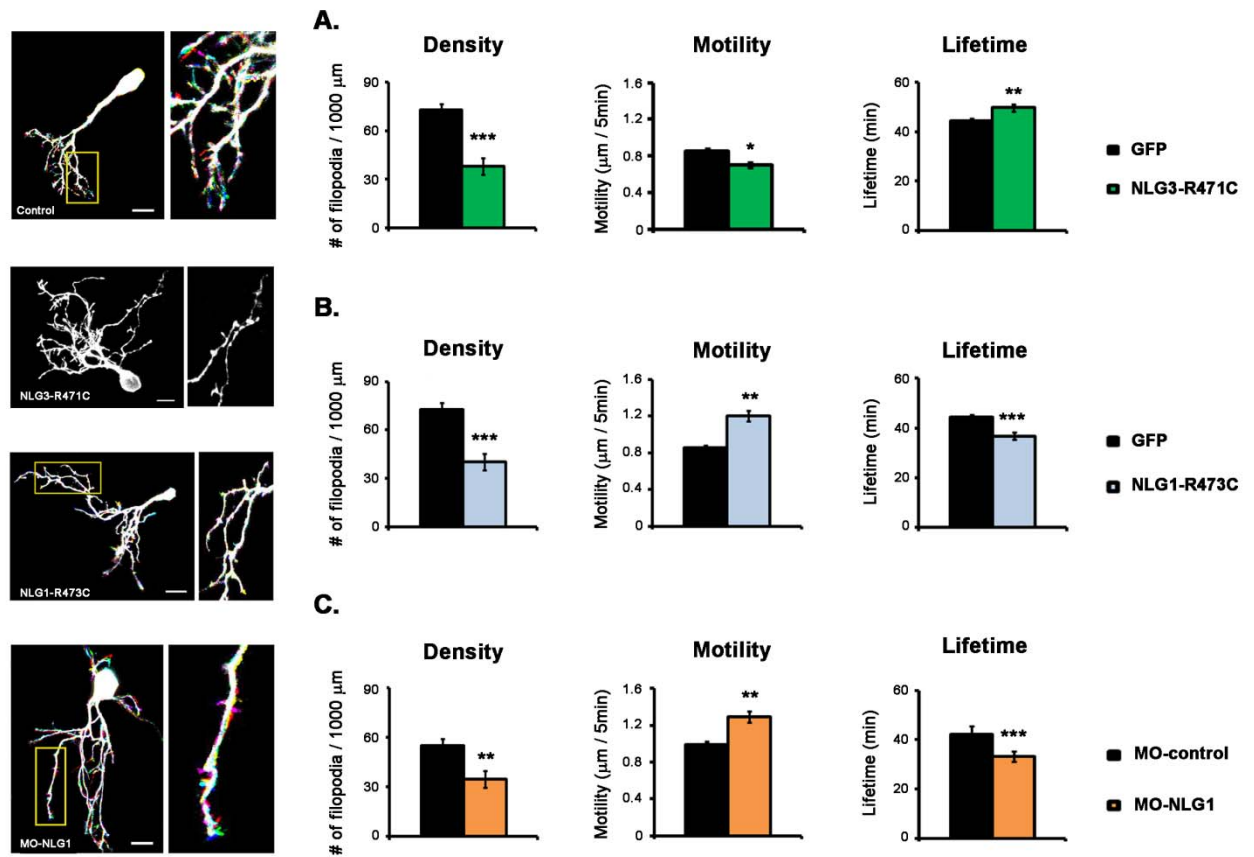 A.
Density
Motility
Lifetime
# of filopodia / 1000 μm
90
60
30
0
***
Motility (μm / 5min)
1.6
1.2
0.8
0.4
0
*
Lifetime (min)
60
40
20
0
**
GFP
NLG3-R471C
Control
NLG3-R471C
B.
Density
Motility
Lifetime
# of filopodia / 1000 μm
90
60
30
0
***
Motility (μm / 5min)
1.6
1.2
0.8
0.4
0
**
Lifetime (min)
60
40
20
0
***
GFP
NLG1-R473C
NLG1-R473C
C.
Density
Motility
Lifetime
# of filopodia / 1000 μm
90
60
30
0
**
Motility (μm / 5min)
1.6
1.2
0.8
0.4
0
**
Lifetime (min)
60
40
20
0
***
MO-control
MO-NLG1
MO-NLG1